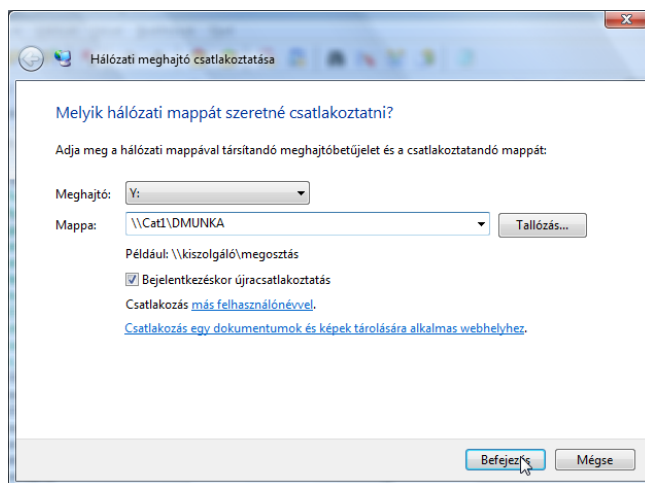 Hálózati meghajtó csatlakoztatása
Melyik hálózati mappát szeretné csatlakoztatni?
Adja meg a hálózati mappával társítandó meghajtóbetűjelet és a csatlakoztatandó mappát:
Meghajtó: Y:
Mappa: \\Cat1\DMUNKA Tallózás...
Például: \\kiszolgáló\megosztás
Bejelentkezéskor újracsatlakoztatás
Csatlakozás más felhasználónévvel.
Csatlakozás egy dokumentumok és képek tárolására alkalmas webhelyhez.
Befejezés Mégse